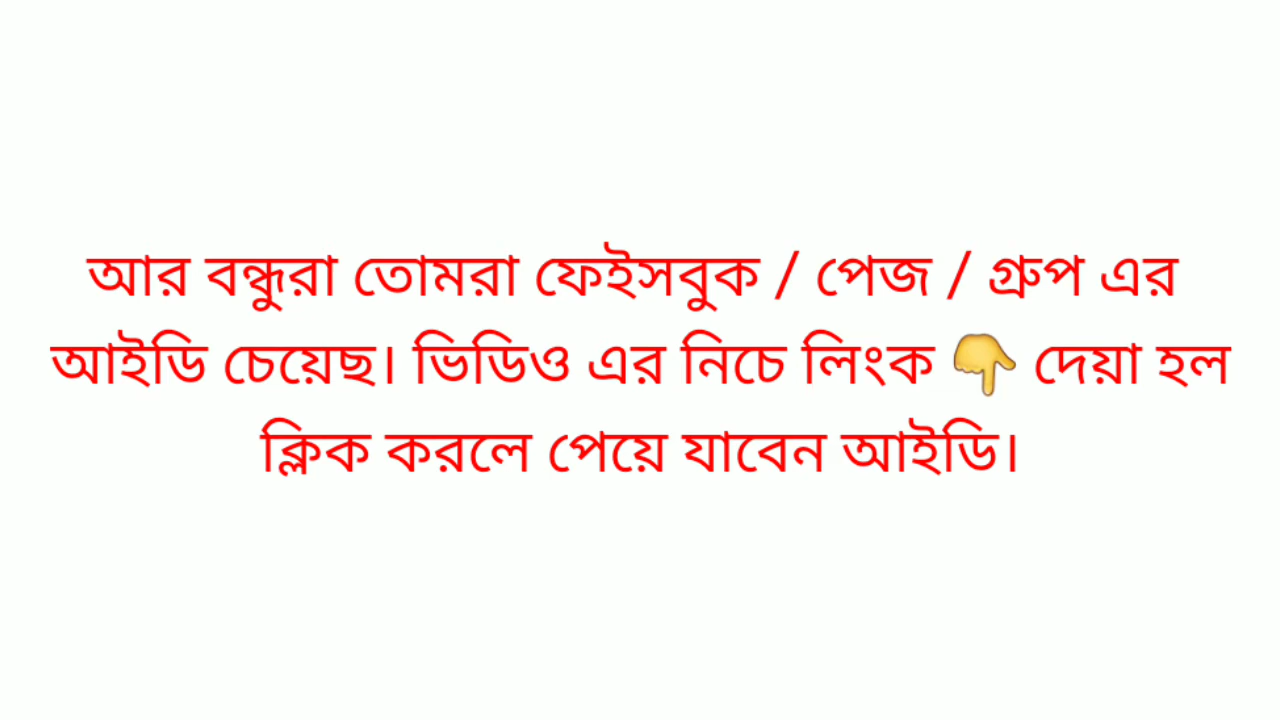 আর বন্ধুরা তোমরা ফেইসবুক / পেজ / গ্রুপ এর
আইডি চেয়েছ। ভিডিও এর নিচে লিংক 👇 দেয়া হল
ক্লিক করলে পেয়ে যাবেন আইডি।